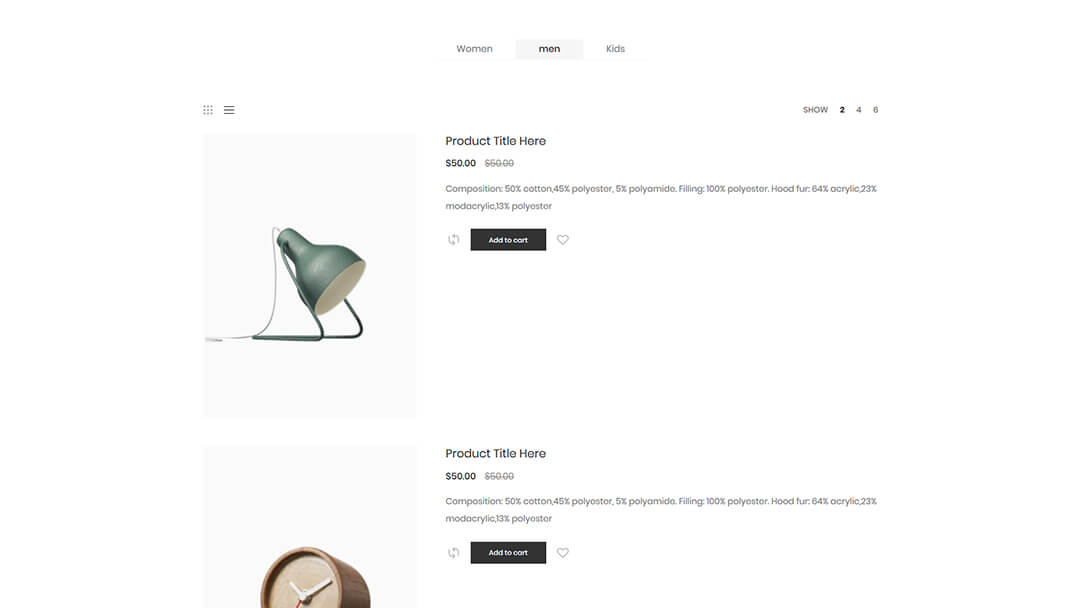 Women men Kids
SHOW 2 4 6
Product Title Here
$50.00 $50.00
Composition: 50% cotton,45% polyester, 5% polyamide. Filling: 100% polyester. Hood fur: 64% acrylic,23%
modacrylic,13% polyester
Add to cart
Product Title Here
$50.00 $50.00
Composition: 50% cotton,45% polyester, 5% polyamide. Filling: 100% polyester. Hood fur: 64% acrylic,23%
modacrylic,13% polyester
Add to cart